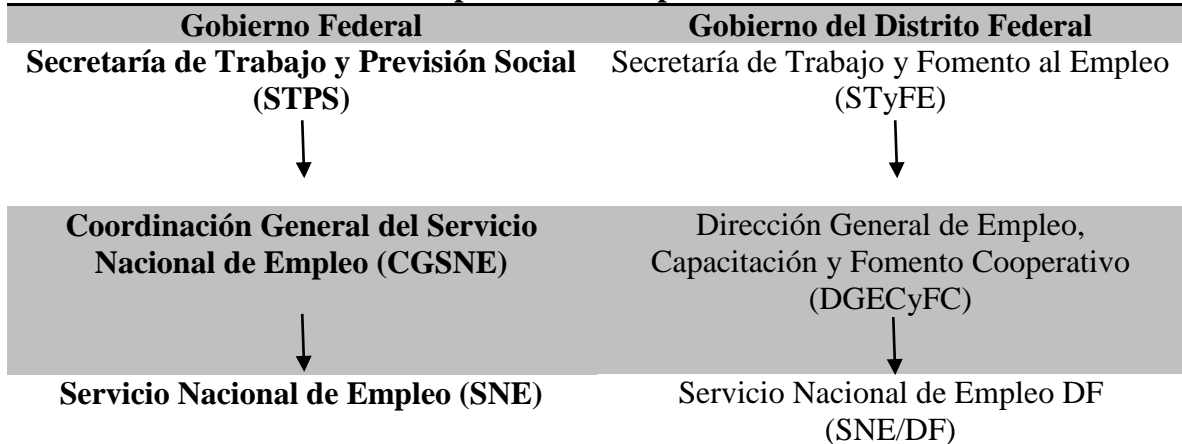 Gobierno Federal
Gobierno del Distrito Federal
Secretaría de Trabajo y Previsión Social
(STPS)
Secretaría de Trabajo y Fomento al Empleo
(STyFE)
Coordinación General del Servicio
Nacional de Empleo (CGSNE)
Dirección General de Empleo,
Capacitación y Fomento Cooperativo
(DGECyFC)
Servicio Nacional de Empleo (SNE)
Servicio Nacional de Empleo DF
(SNE/DF)